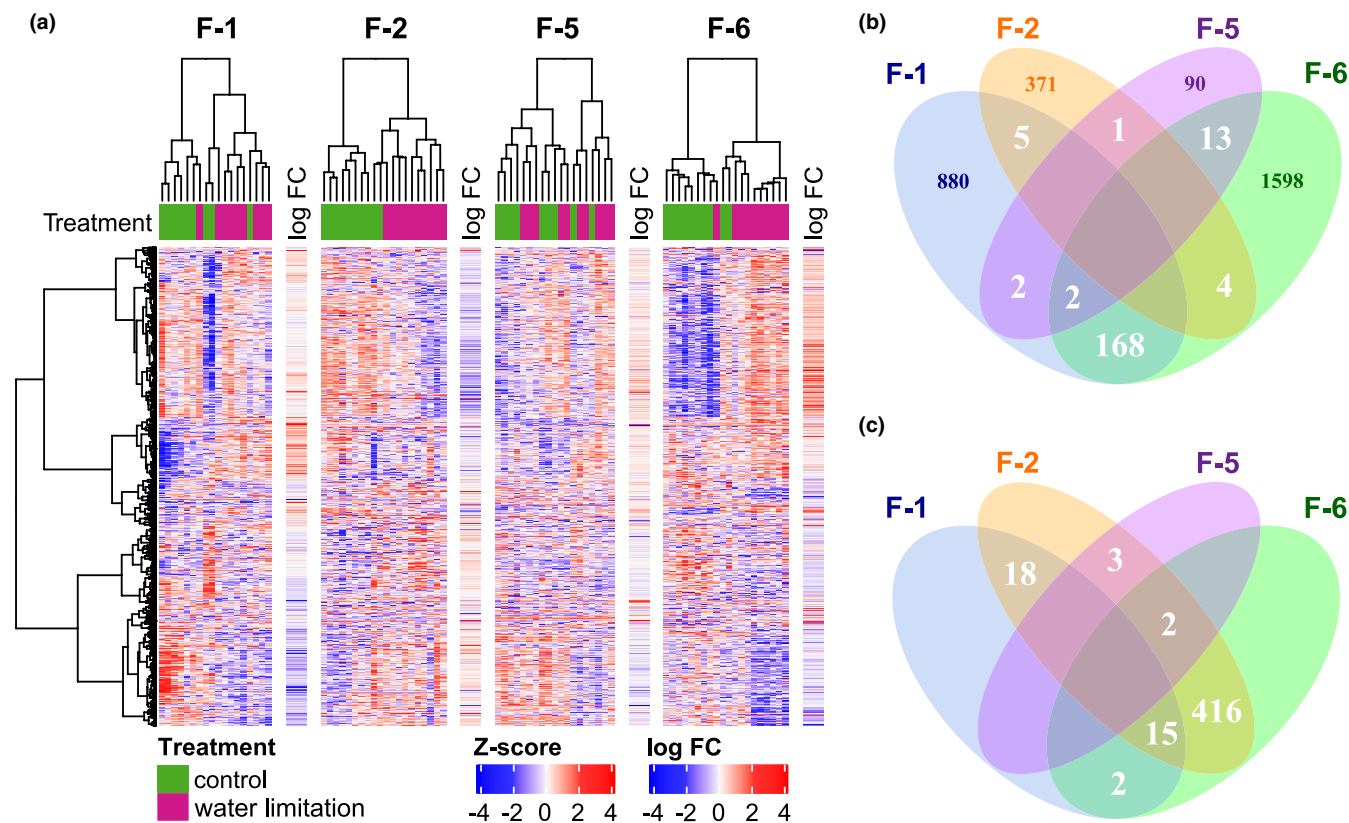 (a)
F-1 F-2 F-5 F-6
Treatment
log FC log FC log FC log FC
Treatment
control
water limitation
Z-score
-4 -2 0 2 4
log FC
-4 -2 0 2 4
(b)
F-1 F-2 F-5 F-6
371 90
5 1 13
880 1598
2 2 4
168
(c)
F-1 F-2 F-5 F-6
18 3
2
15 416
2